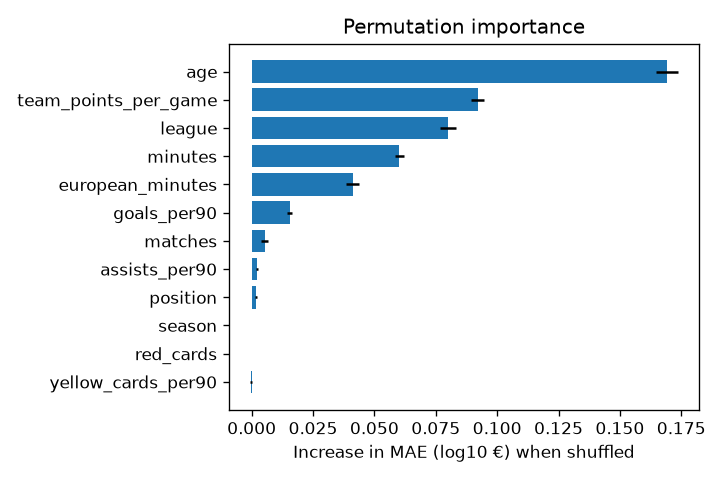 Permutation importance
age
team_points_per_game
league
minutes
european_minutes
goals_per90
matches
assists_per90
position
season
red_cards
yellow_cards_per90
0.000 0.025 0.050 0.075 0.100 0.125 0.150 0.175
Increase in MAE (log10 €) when shuffled